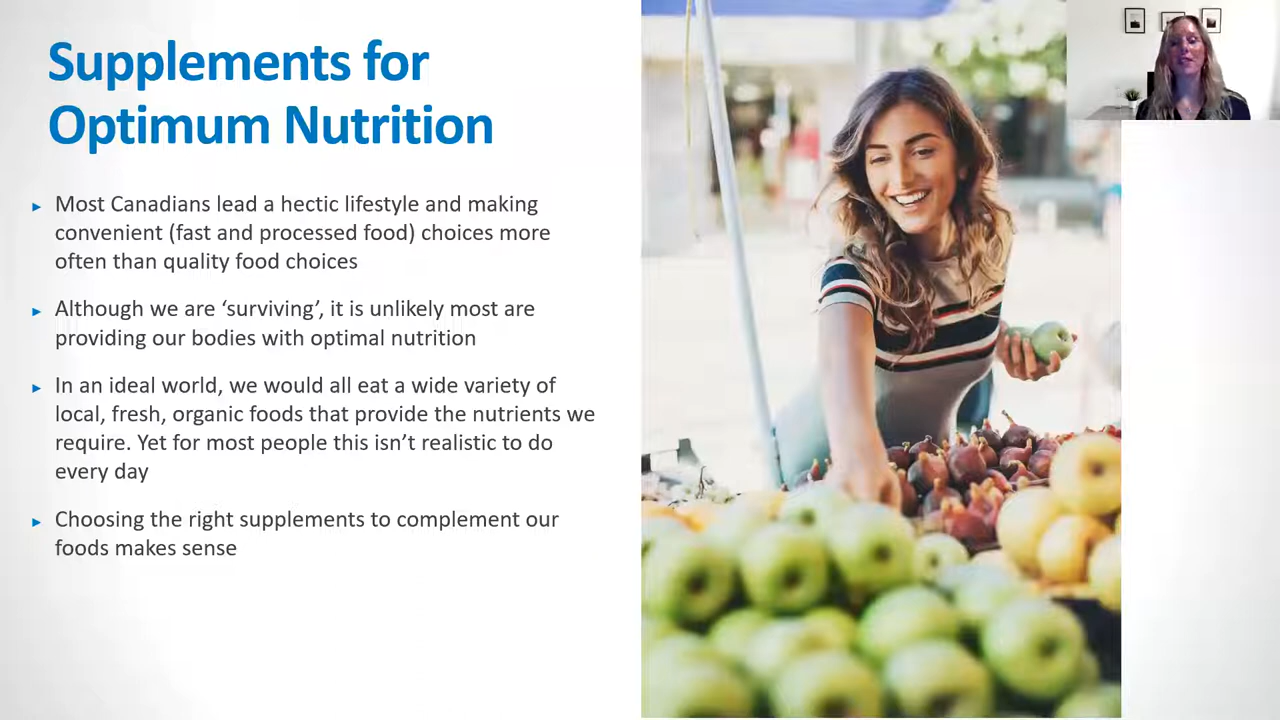 Supplements for
Optimum Nutrition
Most Canadians lead a hectic lifestyle and making
convenient (fast and processed food) choices more
often than quality food choices
Although we are ‘surviving’, it is unlikely most are
providing our bodies with optimal nutrition
In an ideal world, we would all eat a wide variety of
local, fresh, organic foods that provide the nutrients we
require. Yet for most people this isn’t realistic to do
every day
Choosing the right supplements to complement our
foods makes sense